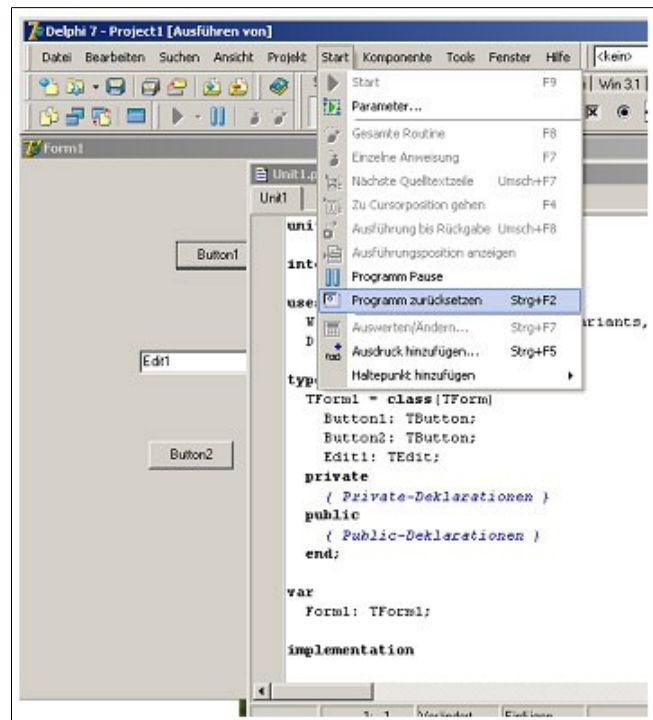 Delphi 7 - Project1 [Ausführen von]
Datei Bearbeiten Suchen Ansicht Projekt Start Komponente Tools Fenster Hilfe <kein>
Win 3.1
Start F9
Parameter...
Gesamte Routine F8
Einzelne Anweisung F7
Nächste Quelltextzeile Umsch+F7
Zu Cursorposition gehen F4
Ausführung bis Rückgabe Umsch+F8
Ausführungsposition anzeigen
Programm Pause
Programm zurücksetzen Strg+F2
Auswerten/Ändern... Strg+F7
Ausdruck hinzufügen... Strg+F5
Haltepunkt hinzufügen
Form1
Button1
Edit1
Button2
Unit1.p
Unit1
uni
int
use
riants,
D
typ
TForm1 = class(TForm)
Button1: TButton;
Button2: TButton;
Edit1: TEdit;
private
{ Private-Deklarationen }
public
{ Public-Deklarationen }
end;
var
Form1: TForm1;
implementation
1: 1 Verändert Einfügen